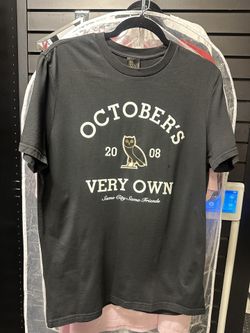 OCTOBER'S
20 08
VERY OWN
Same City · Same Friends